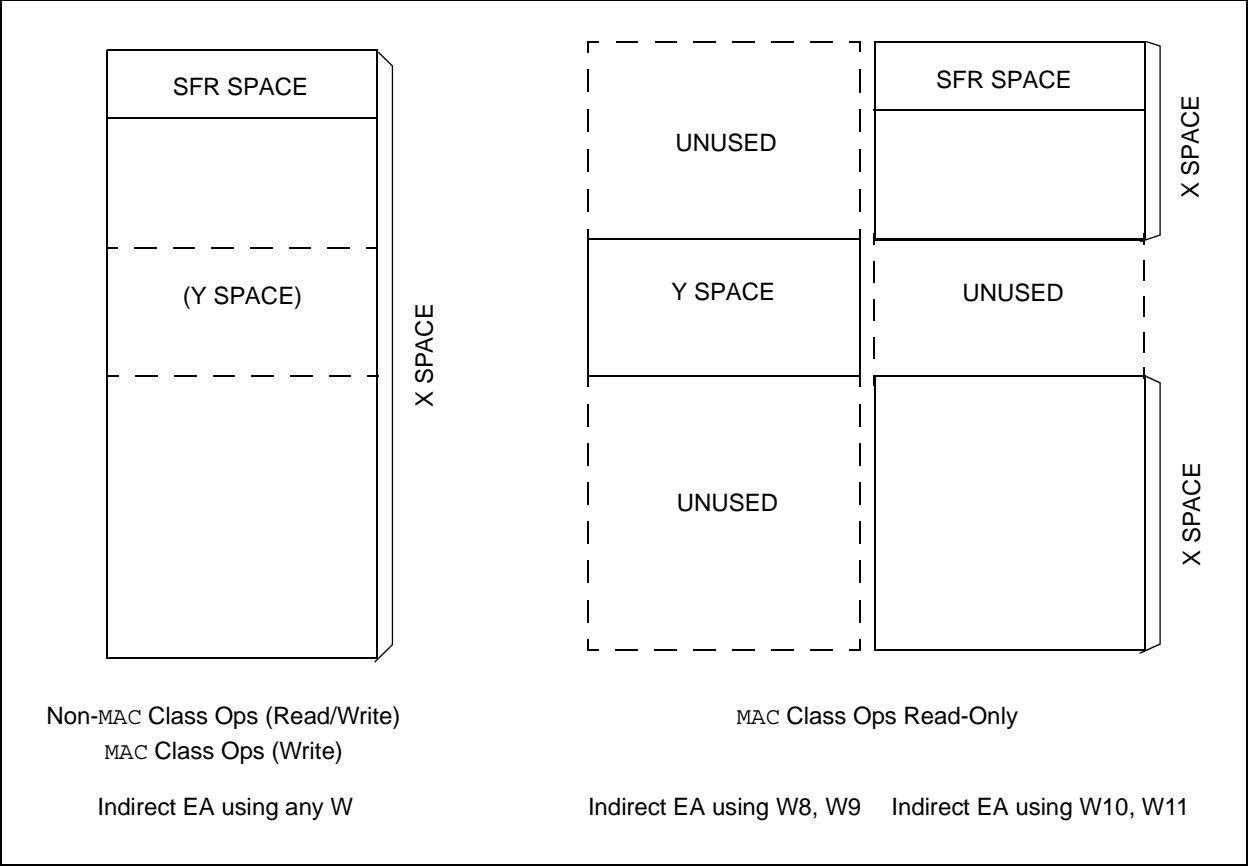 SFR SPACE
(Y SPACE)
X SPACE
Non-MAC Class Ops (Read/Write)
MAC Class Ops (Write)
Indirect EA using any W
UNUSED
Y SPACE
UNUSED
SFR SPACE
X SPACE
UNUSED
X SPACE
MAC Class Ops Read-Only
Indirect EA using W8, W9
Indirect EA using W10, W11